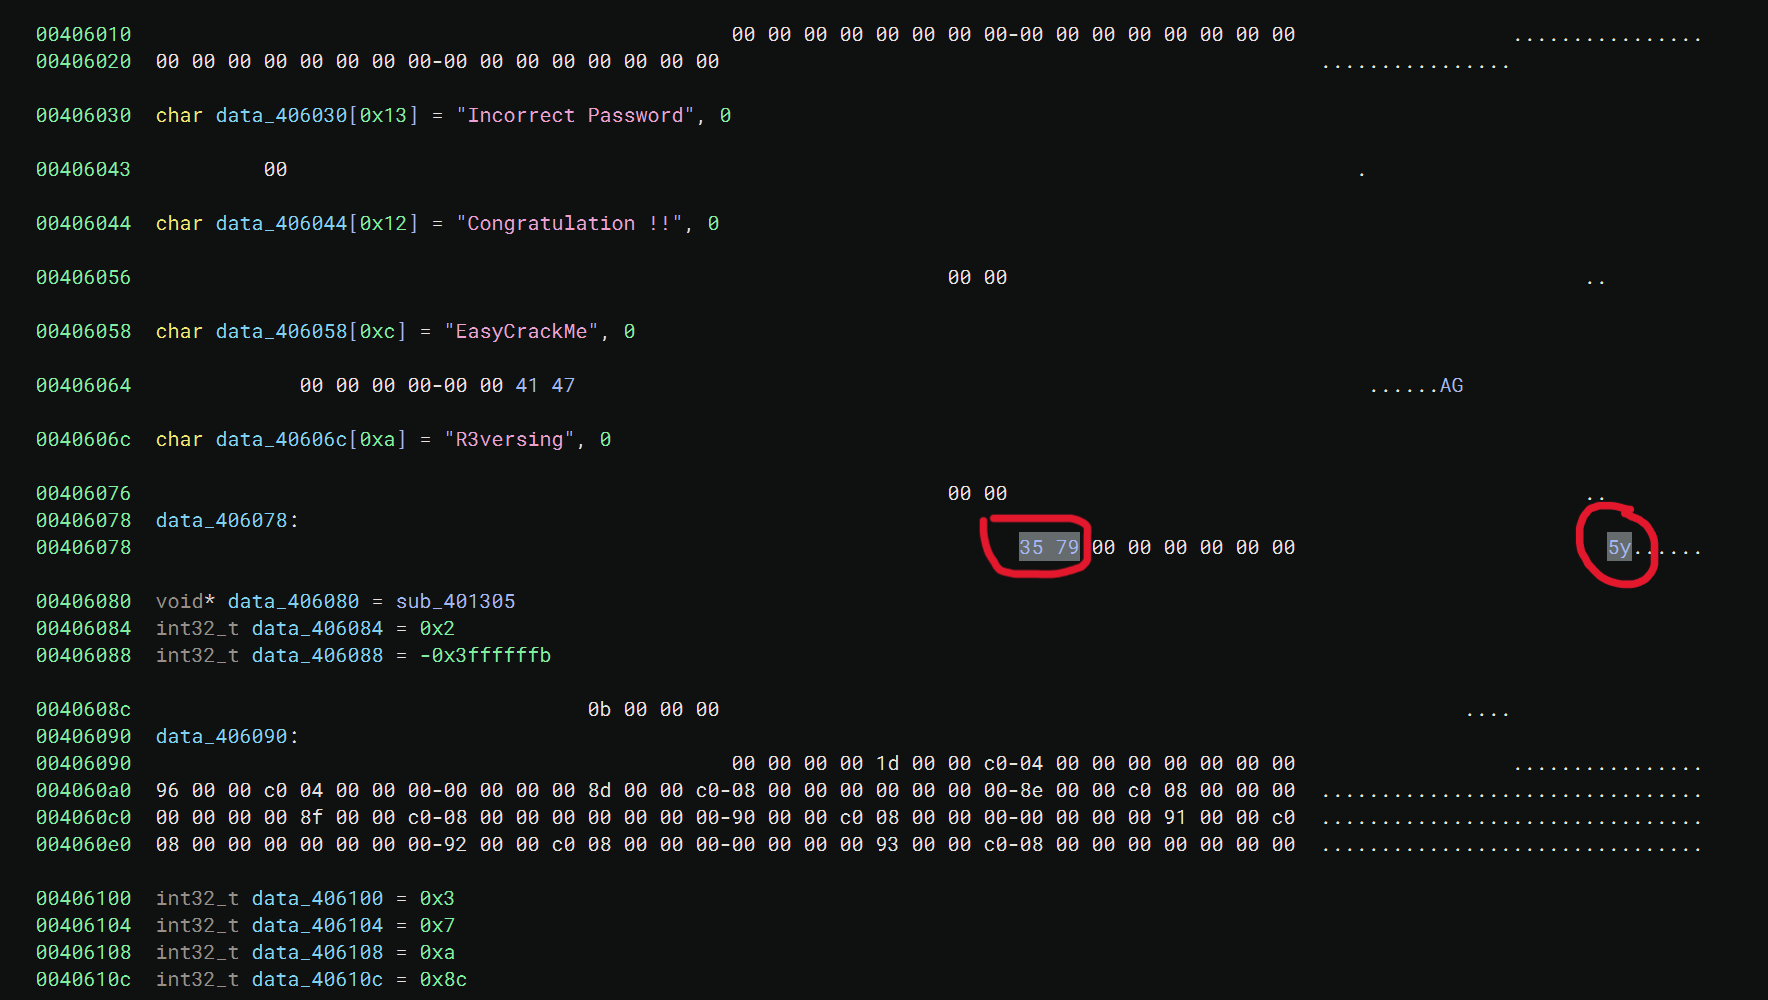 00406010 00 00 00 00 00 00 00 00-00 00 00 00 00 00 00 00 ................
00406020 00 00 00 00 00 00 00 00-00 00 00 00 00 00 00 00 ................
00406030 char data_406030[0x13] = "Incorrect Password", 0
00406043 00 .
00406044 char data_406044[0x12] = "Congratulation !!", 0
00406056 00 00 ..
00406058 char data_406058[0xc] = "EasyCrackMe", 0
00406064 00 00 00 00-00 00 41 47 ......AG
0040606c char data_40606c[0xa] = "R3versing", 0
00406076 00 00 ..
00406078 data_406078:
00406078 35 79 00 00 00 00 00 00 5y......
00406080 void* data_406080 = sub_401305
00406084 int32_t data_406084 = 0x2
00406088 int32_t data_406088 = -0x3ffffffb
0040608c 0b 00 00 00 ....
00406090 data_406090:
00406090 00 00 00 00 1d 00 00 c0-04 00 00 00 00 00 00 00 ................
004060a0 96 00 00 c0 04 00 00 00-00 00 00 00 8d 00 00 c0-08 00 00 00 00 00 00 00-8e 00 00 c0 08 00 00 00 ................................
004060c0 00 00 00 00 8f 00 00 c0-08 00 00 00 00 00 00 00-90 00 00 c0 08 00 00 00-00 00 00 00 91 00 00 c0 ................................
004060e0 08 00 00 00 00 00 00 00-92 00 00 c0 08 00 00 00-00 00 00 00 93 00 00 c0-08 00 00 00 00 00 00 00 ................................
00406100 int32_t data_406100 = 0x3
00406104 int32_t data_406104 = 0x7
00406108 int32_t data_406108 = 0xa
0040610c int32_t data_40610c = 0x8c